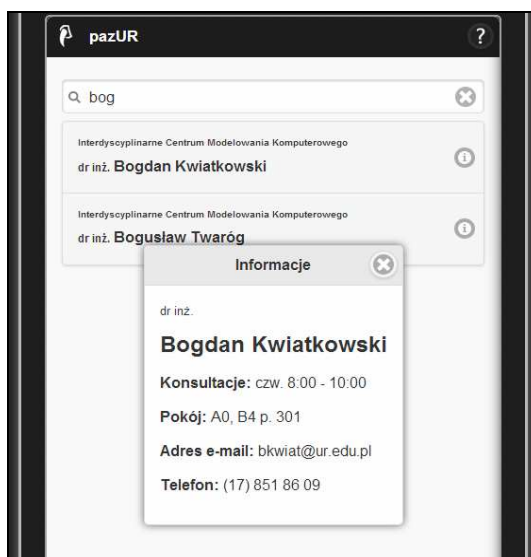 pazUR
?
bog
Interdyscyplinarne Centrum Modelowania Komputerowego
dr inż. Bogdan Kwiatkowski
Interdyscyplinarne Centrum Modelowania Komputerowego
dr inż. Bogusław Twaróg
Informacje
dr inż.
Bogdan Kwiatkowski
Konsultacje: czw. 8:00 - 10:00
Pokój: A0, B4 p. 301
Adres e-mail: bkwiat@ur.edu.pl
Telefon: (17) 851 86 09